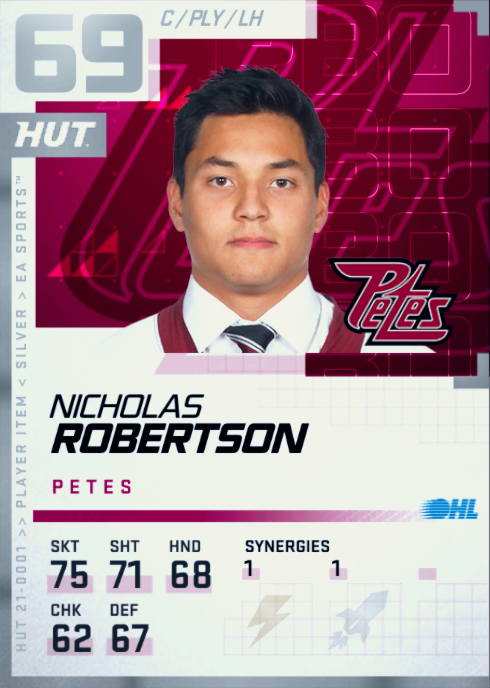 69
C/PLY/LH
HUT
HUT 21-0001 >> PLAYER ITEM < SILVER > EA SPORTS™
Petes
NICHOLAS
ROBERTSON
PETES
OHL
SKT SHT HND SYNERGIES
75 71 68 1 1
CHK DEF
62 67